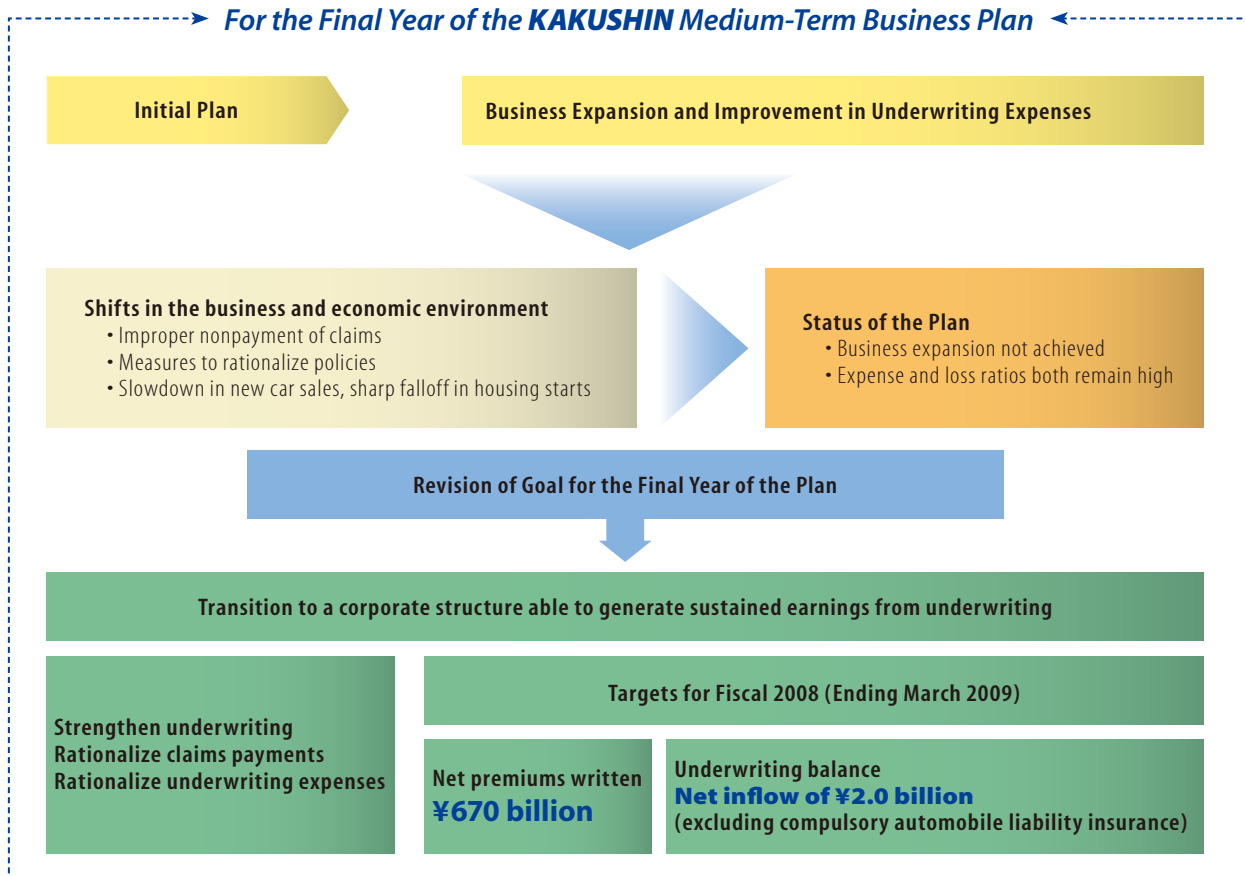 For the Final Year of the KAKUSHIN Medium-Term Business Plan
Initial Plan
Business Expansion and Improvement in Underwriting Expenses
Shifts in the business and economic environment
• Improper nonpayment of claims
• Measures to rationalize policies
• Slowdown in new car sales, sharp falloff in housing starts
Status of the Plan
• Business expansion not achieved
• Expense and loss ratios both remain high
Revision of Goal for the Final Year of the Plan
Transition to a corporate structure able to generate sustained earnings from underwriting
Strengthen underwriting
Rationalize claims payments
Rationalize underwriting expenses
Targets for Fiscal 2008 (Ending March 2009)
Net premiums written
¥670 billion
Underwriting balance
Net inflow of ¥2.0 billion
(excluding compulsory automobile liability insurance)